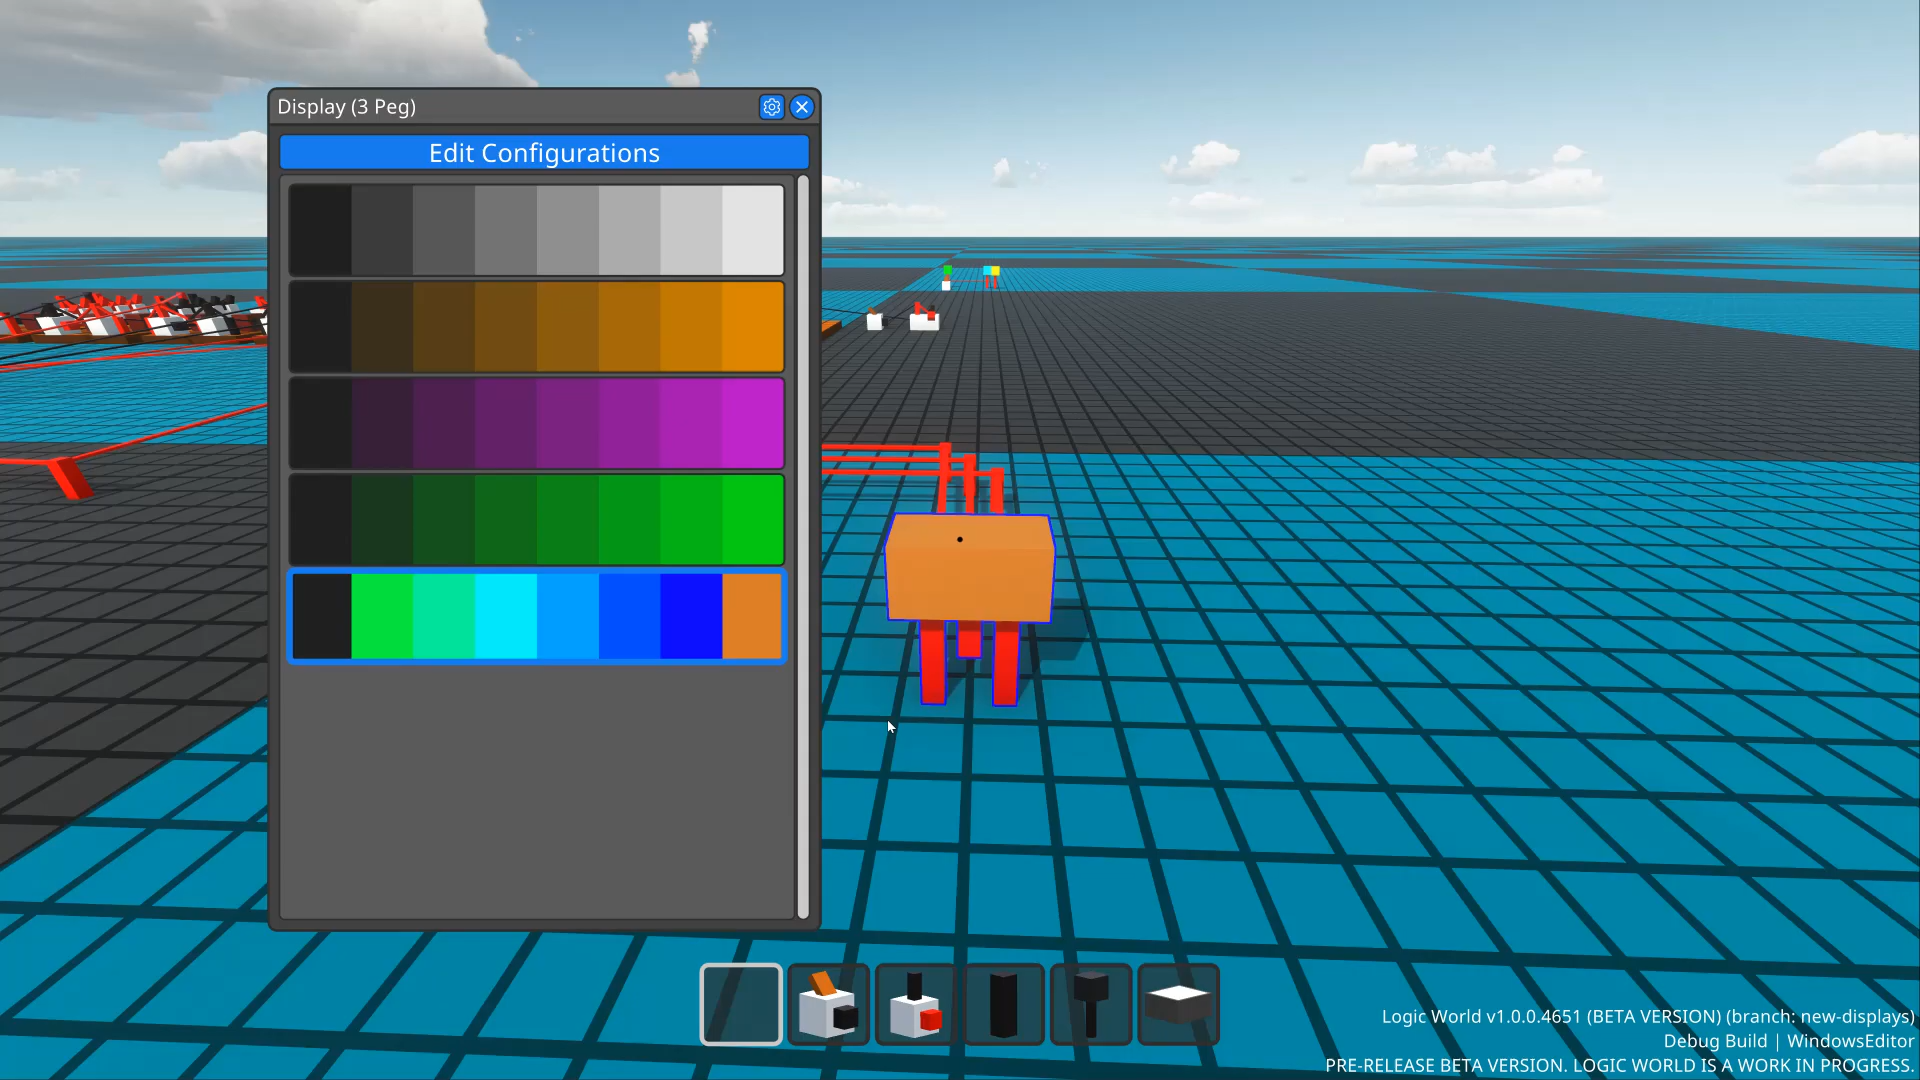 Display (3 Peg)
Edit Configurations
Logic World v1.0.0.4651 (BETA VERSION) (branch: new-displays)
Debug Build | WindowsEditor
PRE-RELEASE BETA VERSION. LOGIC WORLD IS A WORK IN PROGRESS.